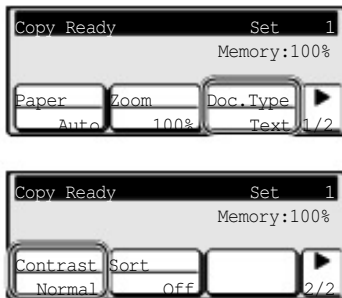 Copy Ready Set 1
Memory:100%
Paper Zoom Doc.Type ▶
Auto 100% Text 1/2
Copy Ready Set 1
Memory:100%
Contrast Sort ▶
Normal Off 2/2